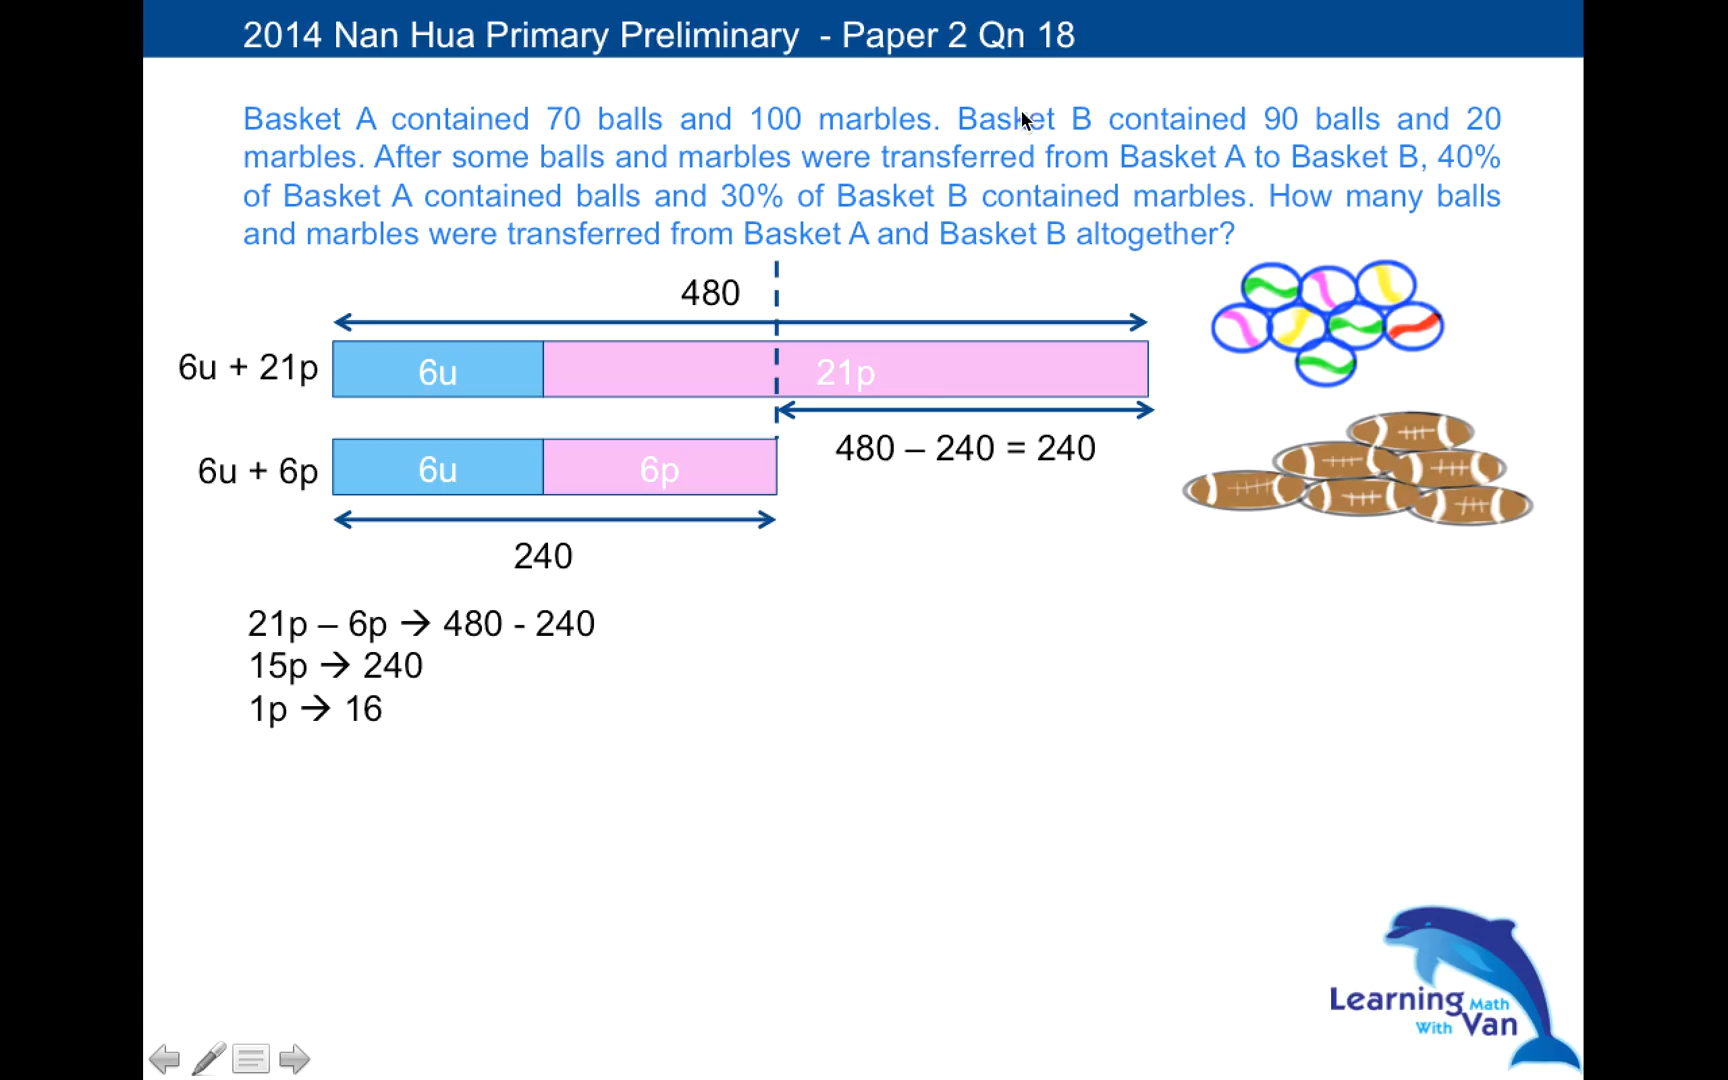 2014 Nan Hua Primary Preliminary - Paper 2 Qn 18
Basket A contained 70 balls and 100 marbles. Basket B contained 90 balls and 20
marbles. After some balls and marbles were transferred from Basket A to Basket B, 40%
of Basket A contained balls and 30% of Basket B contained marbles. How many balls
and marbles were transferred from Basket A and Basket B altogether?
480
6u + 21p
6u
21p
480 – 240 = 240
6u + 6p
6u
6p
240
21p – 6p → 480 - 240
15p → 240
1p → 16
Learning Math
With Van